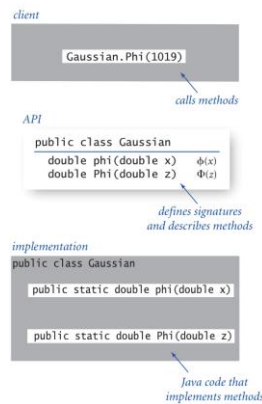 client
Gaussian.Phi(1019)
calls methods
API
public class Gaussian
double phi(double x) ϕ(x)
double Phi(double z) Φ(z)
defines signatures
and describes methods
implementation
public class Gaussian
public static double phi(double x)
public static double Phi(double z)
Java code that
implements methods